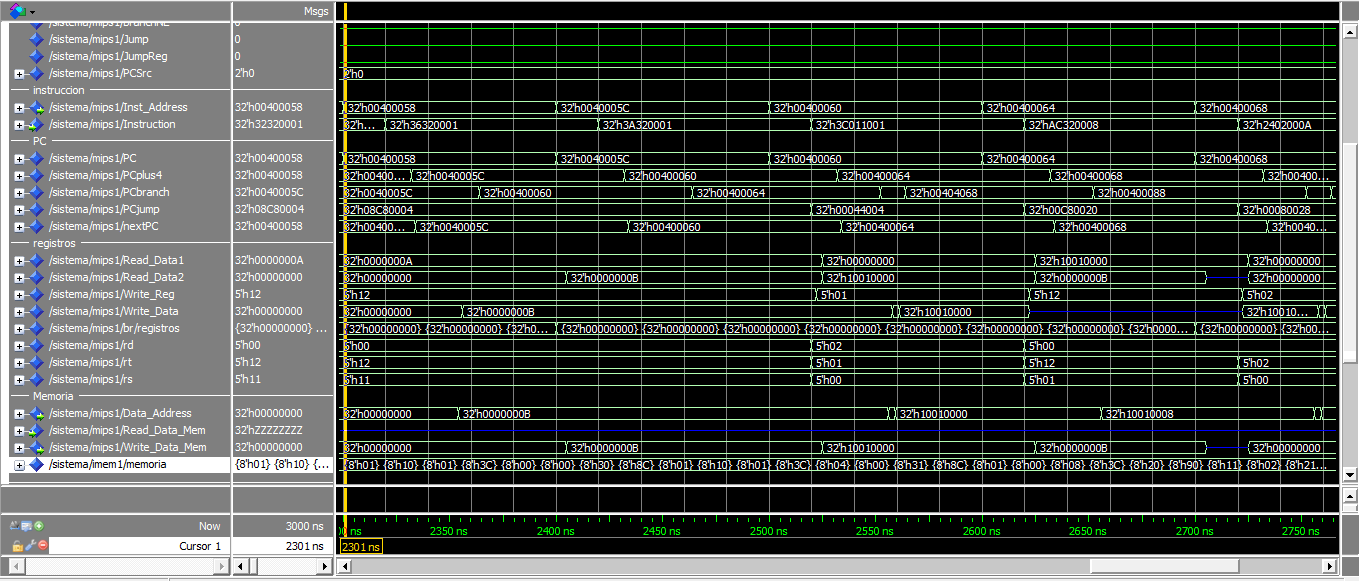 Msgs
/sistema/mips1/BranchNE 0
/sistema/mips1/Jump 0
/sistema/mips1/JumpReg 0
/sistema/mips1/PCSrc 2'h0 2'h0
instruccion
/sistema/mips1/Inst_Address 32'h00400058 32'h00400058 32'h0040005C 32'h00400060 32'h00400064 32'h00400068
/sistema/mips1/Instruction 32'h32320001 32'h... 32'h36320001 32'h3A320001 32'h3C011001 32'hAC320008 32'h2402000A
PC
/sistema/mips1/PC 32'h00400058 32'h00400058 32'h0040005C 32'h00400060 32'h00400064 32'h00400068
/sistema/mips1/PCplus4 32'h0040005C 32'h00400... 32'h0040005C 32'h00400060 32'h00400064 32'h00400068 32'h00400...
/sistema/mips1/PCbranch 32'h0040005C 32'h0040005C 32'h00400060 32'h00400064 32'h00404068 32'h00400088
/sistema/mips1/PCjump 32'h08C80004 32'h08C80004 32'h00044004 32'h00C80020 32'h00080028
/sistema/mips1/nextPC 32'h00400058 32'h00400... 32'h0040005C 32'h00400060 32'h00400064 32'h00400068 32'h0040...
registros
/sistema/mips1/Read_Data1 32'h0000000A 32'h0000000A 32'h00000000 32'h10010000 32'h00000000
/sistema/mips1/Read_Data2 32'h00000000 32'h00000000 32'h0000000B 32'h10010000 32'h0000000B 32'h00000000
/sistema/mips1/Write_Reg 5'h12 5'h12 5'h01 5'h12 5'h02
/sistema/mips1/Write_Data 32'h00000000 32'h00000000 32'h0000000B 32'h10010000 32'h10010...
/sistema/mips1/br/registros {32'h00000000} ... {32'h00000000} {32'h00000000} {32'h0... {32'h00000000} {32'h00000000} {32'h00000000} {32'h00000000} {32'h00000000} {32'h00000000} {32'h00000000} {32'h0000... {32'h00000000} {32'h00...
/sistema/mips1/rd 5'h00 5'h00 5'h02 5'h00
/sistema/mips1/rt 5'h12 5'h12 5'h01 5'h12 5'h02
/sistema/mips1/rs 5'h11 5'h11 5'h00 5'h01 5'h00
Memoria
/sistema/mips1/Data_Address 32'h00000000 32'h00000000 32'h0000000B 32'h10010000 32'h10010008
/sistema/mips1/Read_Data_Mem 32'hZZZZZZZZ
/sistema/mips1/Write_Data_Mem 32'h00000000 32'h00000000 32'h0000000B 32'h10010000 32'h0000000B 32'h00000000
/sistema/imem1/memoria {8'h01} {8'h10} {... {8'h01} {8'h10} {8'h01} {8'h3C} {8'h00} {8'h00} {8'h30} {8'h8C} {8'h01} {8'h10} {8'h01} {8'h3C} {8'h04} {8'h00} {8'h31} {8'h8C} {8'h01} {8'h00} {8'h08} {8'h3C} {8'h20} {8'h90} {8'h11} {8'h02} {8'h21...
Now 3000 ns ns 2350 ns 2400 ns 2450 ns 2500 ns 2550 ns 2600 ns 2650 ns 2700 ns 2750 ns
Cursor 1 2301 ns 2301 ns